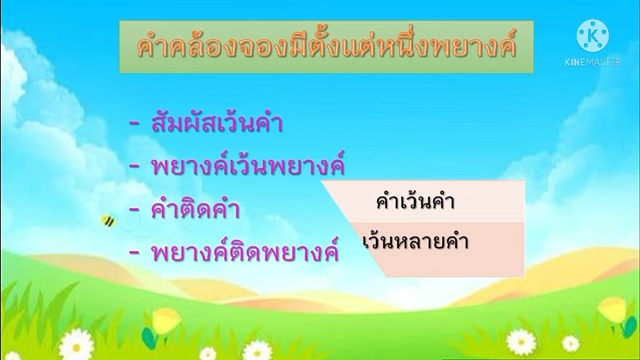 คำคล้องจองมีตั้งแต่หนึ่งพยางค์
KINEMASTER
- สัมผัสเว้นคำ
- พยางค์เว้นพยางค์
- คำติดคำ
- พยางค์ติดพยางค์
คำเว้นคำ
เว้นหลายคำ